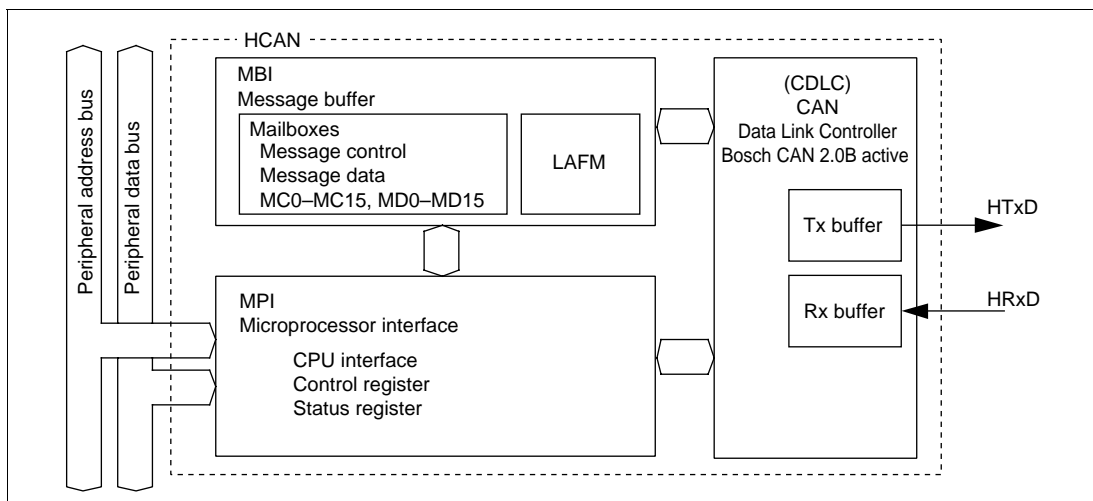 HCAN
Peripheral address bus
Peripheral data bus
MBI
Message buffer
Mailboxes
Message control
Message data
MC0–MC15, MD0–MD15
LAFM
MPI
Microprocessor interface
CPU interface
Control register
Status register
(CDLC)
CAN
Data Link Controller
Bosch CAN 2.0B active
Tx buffer
HTxD
Rx buffer
HRxD